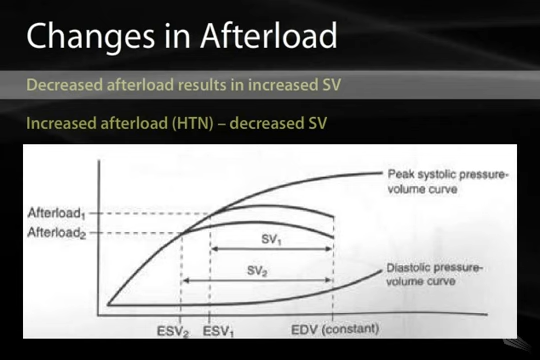 Changes in Afterload
Decreased afterload results in increased SV
Increased afterload (HTN) – decreased SV
Peak systolic pressure-
volume curve
Afterload₁
Afterload₂
SV₁
SV₂
Diastolic pressure-
volume curve
ESV₂ ESV₁ EDV (constant)